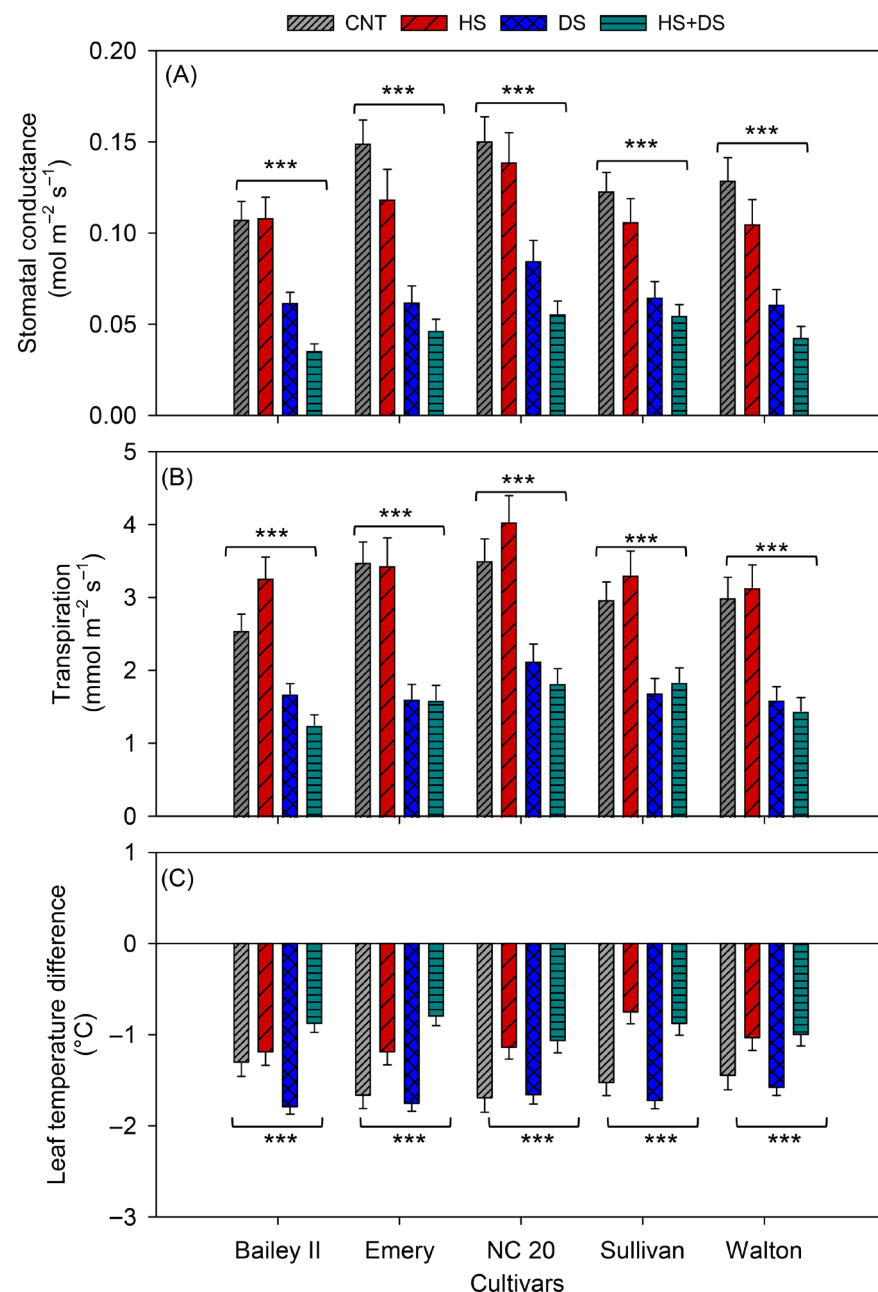 CNT HS DS HS+DS
(A)
Stomatal conductance
(mol m⁻² s⁻¹)
0.20
0.15
0.10
0.05
0.00
*** *** *** *** ***
(B)
Transpiration
(mmol m⁻² s⁻¹)
5
4
3
2
1
0
*** *** *** *** ***
(C)
Leaf temperature difference
(°C)
1
0
−1
−2
−3
*** *** *** *** ***
Bailey II Emery NC 20 Sullivan Walton
Cultivars